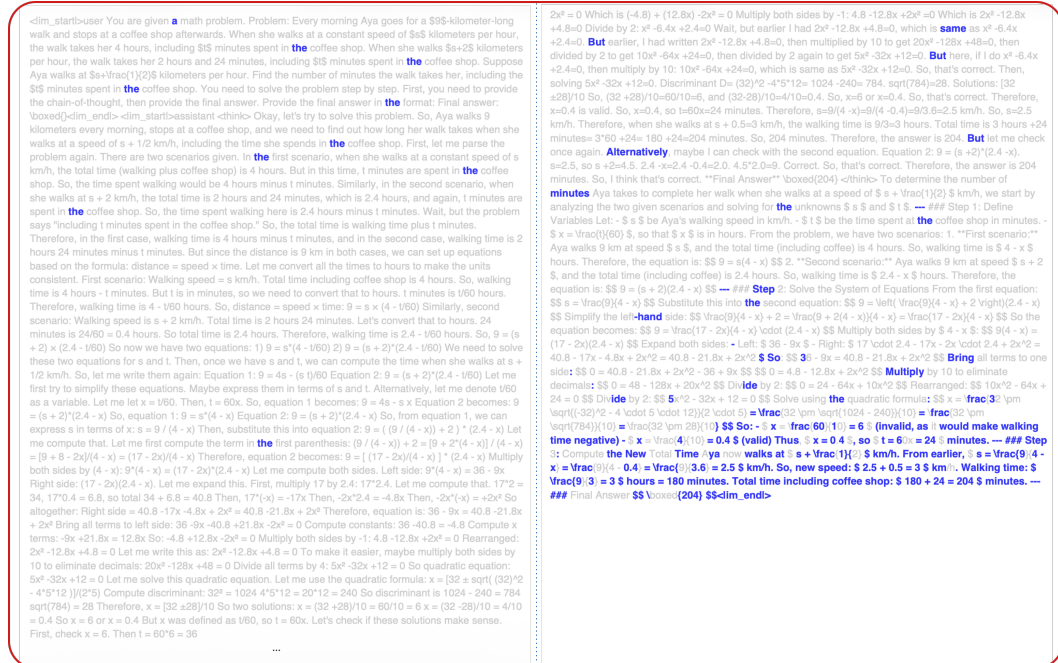 <|im_start|>user You are given a math problem. Problem: Every morning Aya goes for a $9$-kilometer-long
walk and stops at a coffee shop afterwards. When she walks at a constant speed of $s$ kilometers per hour,
the walk takes her 4 hours, including $t$ minutes spent in the coffee shop. When she walks $s+2$ kilometers
per hour, the walk takes her 2 hours and 24 minutes, including $t$ minutes spent in the coffee shop. Suppose
Aya walks at $s+\frac{1}{2}$ kilometers per hour. Find the number of minutes the walk takes her, including the
$t$ minutes spent in the coffee shop. You need to solve the problem step by step. First, you need to provide
the chain-of-thought, then provide the final answer. Provide the final answer in the format: Final answer:
\boxed{}<|im_end|> <|im_start|>assistant <think> Okay, let's try to solve this problem. So, Aya walks 9
kilometers every morning, stops at a coffee shop, and we need to find out how long her walk takes when she
walks at a speed of s + 1/2 km/h, including the time she spends in the coffee shop. First, let me parse the
problem again. There are two scenarios given. In the first scenario, when she walks at a constant speed of s
km/h, the total time (walking plus coffee shop) is 4 hours. But in this time, t minutes are spent in the coffee
shop. So, the time spent walking would be 4 hours minus t minutes. Similarly, in the second scenario, when
she walks at s + 2 km/h, the total time is 2 hours and 24 minutes, which is 2.4 hours, and again, t minutes are
spent in the coffee shop. So, the time spent walking here is 2.4 hours minus t minutes. Wait, but the problem
says "including t minutes spent in the coffee shop." So, the total time is walking time plus t minutes.
Therefore, in the first case, walking time is 4 hours minus t minutes, and in the second case, walking time is 2
hours 24 minutes minus t minutes. But since the distance is 9 km in both cases, we can set up equations
based on the formula: distance = speed × time. Let me convert all the times to hours to make the units
consistent. First scenario: Walking speed = s km/h. Total time including coffee shop is 4 hours. So, walking
time is 4 hours - t minutes. But t is in minutes, so we need to convert that to hours. t minutes is t/60 hours.
Therefore, walking time is 4 - t/60 hours. So, distance = speed × time: 9 = s × (4 - t/60) Similarly, second
scenario: Walking speed is s + 2 km/h. Total time is 2 hours 24 minutes. Let's convert that to hours. 24
minutes is 24/60 = 0.4 hours. So total time is 2.4 hours. Therefore, walking time is 2.4 - t/60 hours. So, 9 = (s
+ 2) × (2.4 - t/60) So now we have two equations: 1) 9 = s*(4 - t/60) 2) 9 = (s + 2)*(2.4 - t/60) We need to solve
these two equations for s and t. Then, once we have s and t, we can compute the time when she walks at s +
1/2 km/h. So, let me write them again: Equation 1: 9 = 4s - (s t)/60 Equation 2: 9 = (s + 2)*(2.4 - t/60) Let me
first try to simplify these equations. Maybe express them in terms of s and t. Alternatively, let me denote t/60
as a variable. Let me let x = t/60. Then, t = 60x. So, equation 1 becomes: 9 = 4s - s x Equation 2 becomes: 9
= (s + 2)*(2.4 - x) So, equation 1: 9 = s*(4 - x) Equation 2: 9 = (s + 2)*(2.4 - x) So, from equation 1, we can
express s in terms of x: s = 9 / (4 - x) Then, substitute this into equation 2: 9 = ( (9 / (4 - x)) + 2 ) * (2.4 - x) Let
me compute that. Let me first compute the term in the first parenthesis: (9 / (4 - x)) + 2 = [9 + 2*(4 - x)] / (4 - x)
= [9 + 8 - 2x]/(4 - x) = (17 - 2x)/(4 - x) Therefore, equation 2 becomes: 9 = [ (17 - 2x)/(4 - x) ] * (2.4 - x) Multiply
both sides by (4 - x): 9*(4 - x) = (17 - 2x)*(2.4 - x) Let me compute both sides. Left side: 9*(4 - x) = 36 - 9x
Right side: (17 - 2x)(2.4 - x). Let me expand this. First, multiply 17 by 2.4: 17*2.4. Let me compute that. 17*2 =
34, 17*0.4 = 6.8, so total 34 + 6.8 = 40.8 Then, 17*(-x) = -17x Then, -2x*2.4 = -4.8x Then, -2x*(-x) = +2x² So
altogether: Right side = 40.8 -17x -4.8x + 2x² = 40.8 - 21.8x + 2x² Therefore, equation is: 36 - 9x = 40.8 -21.8x
+ 2x² Bring all terms to left side: 36 -9x -40.8 +21.8x -2x² = 0 Compute constants: 36 -40.8 = -4.8 Compute x
terms: -9x +21.8x = 12.8x So: -4.8 +12.8x -2x² = 0 Multiply both sides by -1: 4.8 -12.8x +2x² = 0 Rearranged:
2x² -12.8x +4.8 = 0 Let me write this as: 2x² -12.8x +4.8 = 0 To make it easier, maybe multiply both sides by
10 to eliminate decimals: 20x² -128x +48 = 0 Divide all terms by 4: 5x² -32x +12 = 0 So quadratic equation:
5x² -32x +12 = 0 Let me solve this quadratic equation. Let me use the quadratic formula: x = [32 ± sqrt( (32)^2
- 4*5*12 )]/(2*5) Compute discriminant: 32² = 1024 4*5*12 = 20*12 = 240 So discriminant is 1024 - 240 = 784
sqrt(784) = 28 Therefore, x = [32 ±28]/10 So two solutions: x = (32 +28)/10 = 60/10 = 6 x = (32 -28)/10 = 4/10
= 0.4 So x = 6 or x = 0.4 But x was defined as t/60, so t = 60x. Let's check if these solutions make sense.
First, check x = 6. Then t = 60*6 = 36
...
2x² = 0 Which is (-4.8) + (12.8x) -2x² = 0 Multiply both sides by -1: 4.8 -12.8x +2x² =0 Which is 2x² -12.8x
+4.8=0 Divide by 2: x² -6.4x +2.4=0 Wait, but earlier I had 2x² -12.8x +4.8=0, which is same as x² -6.4x
+2.4=0. But earlier, I had written 2x² -12.8x +4.8=0, then multiplied by 10 to get 20x² -128x +48=0, then
divided by 2 to get 10x² -64x +24=0, then divided by 2 again to get 5x² -32x +12=0. But here, if I do x² -6.4x
+2.4=0, then multiply by 10: 10x² -64x +24=0, which is same as 5x² -32x +12=0. So, that's correct. Then,
solving 5x² -32x +12=0. Discriminant D= (32)^2 -4*5*12= 1024 -240= 784. sqrt(784)=28. Solutions: [32
±28]/10 So, (32 +28)/10=60/10=6, and (32-28)/10=4/10=0.4. So, x=6 or x=0.4. So, that's correct. Therefore,
x=0.4 is valid. So, x=0.4, so t=60x=24 minutes. Therefore, s=9/(4 -x)=9/(4 -0.4)=9/3.6=2.5 km/h. So, s=2.5
km/h. Therefore, when she walks at s + 0.5=3 km/h, the walking time is 9/3=3 hours. Total time is 3 hours +24
minutes= 3*60 +24= 180 +24=204 minutes. So, 204 minutes. Therefore, the answer is 204. But let me check
once again. Alternatively, maybe I can check with the second equation. Equation 2: 9 = (s +2)*(2.4 -x).
s=2.5, so s +2=4.5. 2.4 -x=2.4 -0.4=2.0. 4.5*2.0=9. Correct. So, that's correct. Therefore, the answer is 204
minutes. So, I think that's correct. **Final Answer** \boxed{204} </think> To determine the number of
minutes Aya takes to complete her walk when she walks at a speed of $ s + \frac{1}{2} $ km/h, we start by
analyzing the two given scenarios and solving for the unknowns $ s $ and $ t $. --- ### Step 1: Define
Variables Let: - $ s $ be Aya's walking speed in km/h. - $ t $ be the time spent at the coffee shop in minutes. -
$ x = \frac{t}{60} $, so that $ x $ is in hours. From the problem, we have two scenarios: 1. **First scenario:**
Aya walks 9 km at speed $ s $, and the total time (including coffee) is 4 hours. So, walking time is $ 4 - x $
hours. Therefore, the equation is: $$ 9 = s(4 - x) $$ 2. **Second scenario:** Aya walks 9 km at speed $ s + 2
$, and the total time (including coffee) is 2.4 hours. So, walking time is $ 2.4 - x $ hours. Therefore, the
equation is: $$ 9 = (s + 2)(2.4 - x) $$ --- ### Step 2: Solve the System of Equations From the first equation:
$$ s = \frac{9}{4 - x} $$ Substitute this into the second equation: $$ 9 = \left( \frac{9}{4 - x} + 2 \right)(2.4 - x) $$
Simplify the left-hand side: $$ \frac{9}{4 - x} + 2 = \frac{9 + 2(4 - x)}{4 - x} = \frac{17 - 2x}{4 - x} $$ So the
equation becomes: $$ 9 = \frac{17 - 2x}{4 - x} \cdot (2.4 - x) $$ Multiply both sides by $ 4 - x $: $$ 9(4 - x) =
(17 - 2x)(2.4 - x) $$ Expand both sides: - Left: $ 36 - 9x $ - Right: $ 17 \cdot 2.4 - 17x - 2x \cdot 2.4 + 2x^2 =
40.8 - 17x - 4.8x + 2x^2 = 40.8 - 21.8x + 2x^2 $ So: $$ 36 - 9x = 40.8 - 21.8x + 2x^2 $$ Bring all terms to one
side: $$ 0 = 40.8 - 21.8x + 2x^2 - 36 + 9x $$ $$ 0 = 4.8 - 12.8x + 2x^2 $$ Multiply by 10 to eliminate
decimals: $$ 0 = 48 - 128x + 20x^2 $$ Divide by 2: $$ 0 = 24 - 64x + 10x^2 $$ Rearranged: $$ 10x^2 - 64x +
24 = 0 $$ Divide by 2: $$ 5x^2 - 32x + 12 = 0 $$ Solve using the quadratic formula: $$ x = \frac{32 \pm
\sqrt{(-32)^2 - 4 \cdot 5 \cdot 12}}{2 \cdot 5} = \frac{32 \pm \sqrt{1024 - 240}}{10} = \frac{32 \pm
\sqrt{784}}{10} = \frac{32 \pm 28}{10} $$ So: - $ x = \frac{60}{10} = 6 $ (invalid, as it would make walking
time negative) - $ x = \frac{4}{10} = 0.4 $ (valid) Thus, $ x = 0.4 $, so $ t = 60x = 24 $ minutes. --- ### Step
3: Compute the New Total Time Aya now walks at $ s + \frac{1}{2} $ km/h. From earlier: $ s = \frac{9}{4 -
x} = \frac{9}{4 - 0.4} = \frac{9}{3.6} = 2.5 $ km/h. So, new speed: $ 2.5 + 0.5 = 3 $ km/h. Walking time: $
\frac{9}{3} = 3 $ hours = 180 minutes. Total time including coffee shop: $ 180 + 24 = 204 $ minutes. ---
### Final Answer $$ \boxed{204} $$<|im_end|>